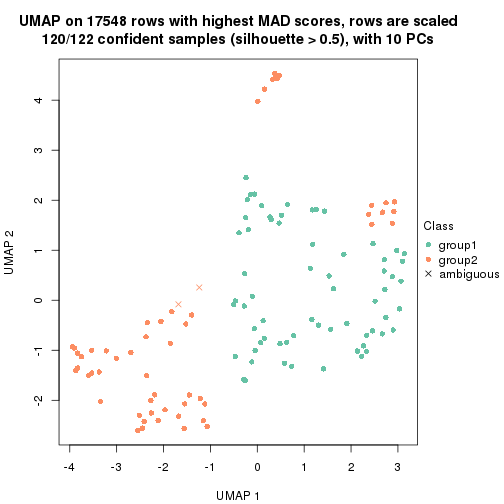 UMAP on 17548 rows with highest MAD scores, rows are scaled
120/122 confident samples (silhouette > 0.5), with 10 PCs
4
3
2
1
0
-1
-2
UMAP 2
-4
-3
-2
-1
0
1
2
3
UMAP 1
Class
group1
group2
ambiguous